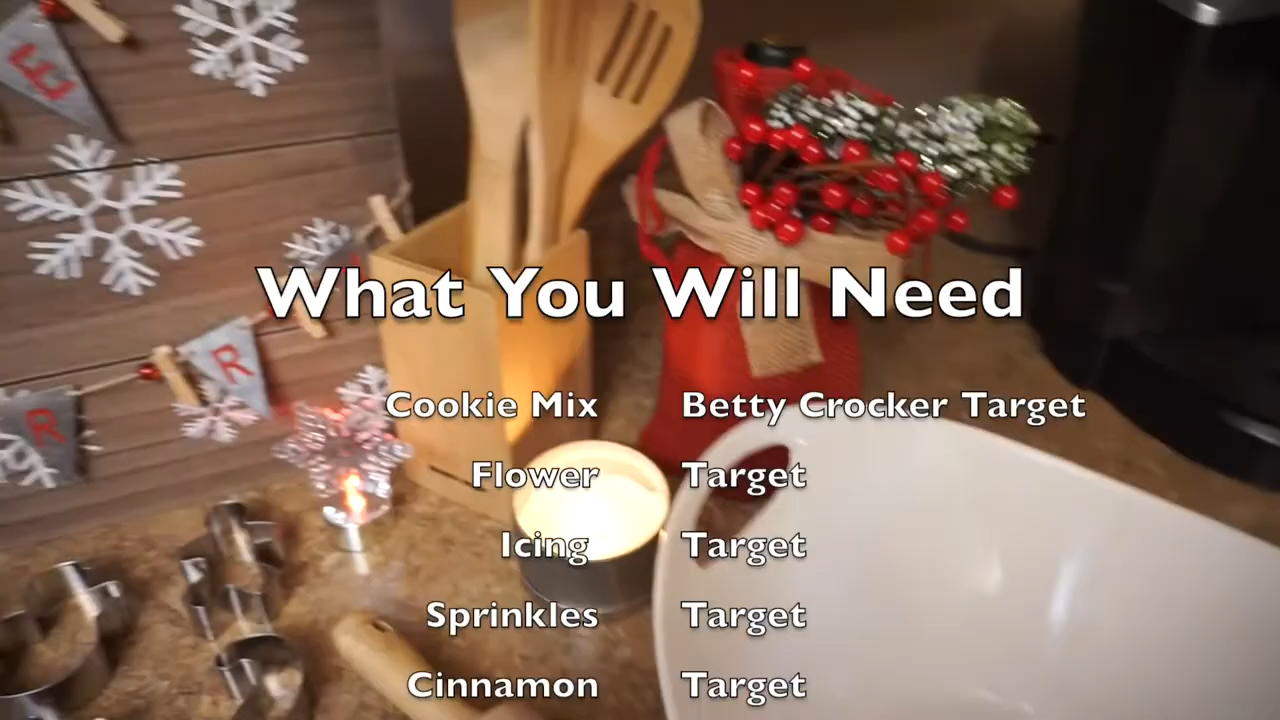 E
R
R
What You Will Need
Cookie Mix Betty Crocker Target
Flower Target
Icing Target
Sprinkles Target
Cinnamon Target